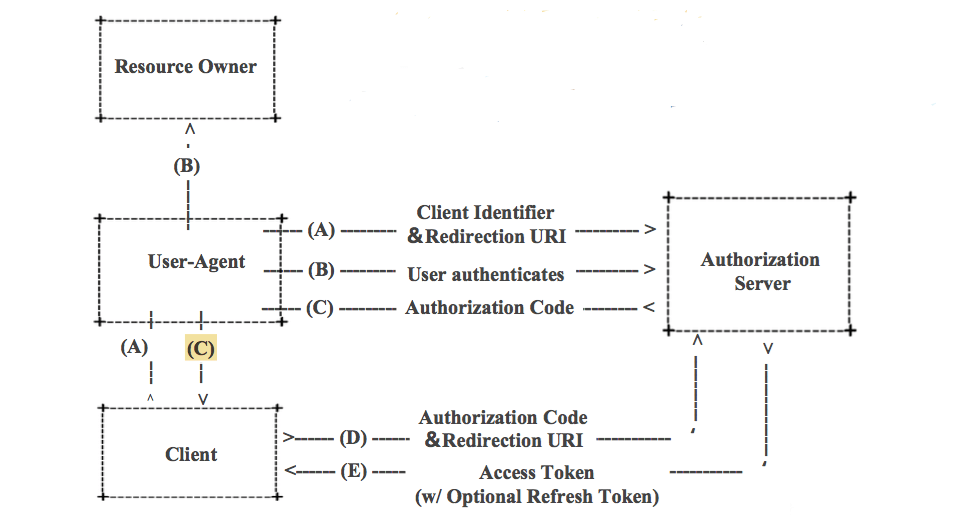 Resource Owner
(B)
Client Identifier
(A) &Redirection URI
User-Agent
(B) User authenticates
Authorization
Server
(C) Authorization Code
(A) (C)
Authorization Code
(D) &Redirection URI
Client
(E) Access Token
(w/ Optional Refresh Token)